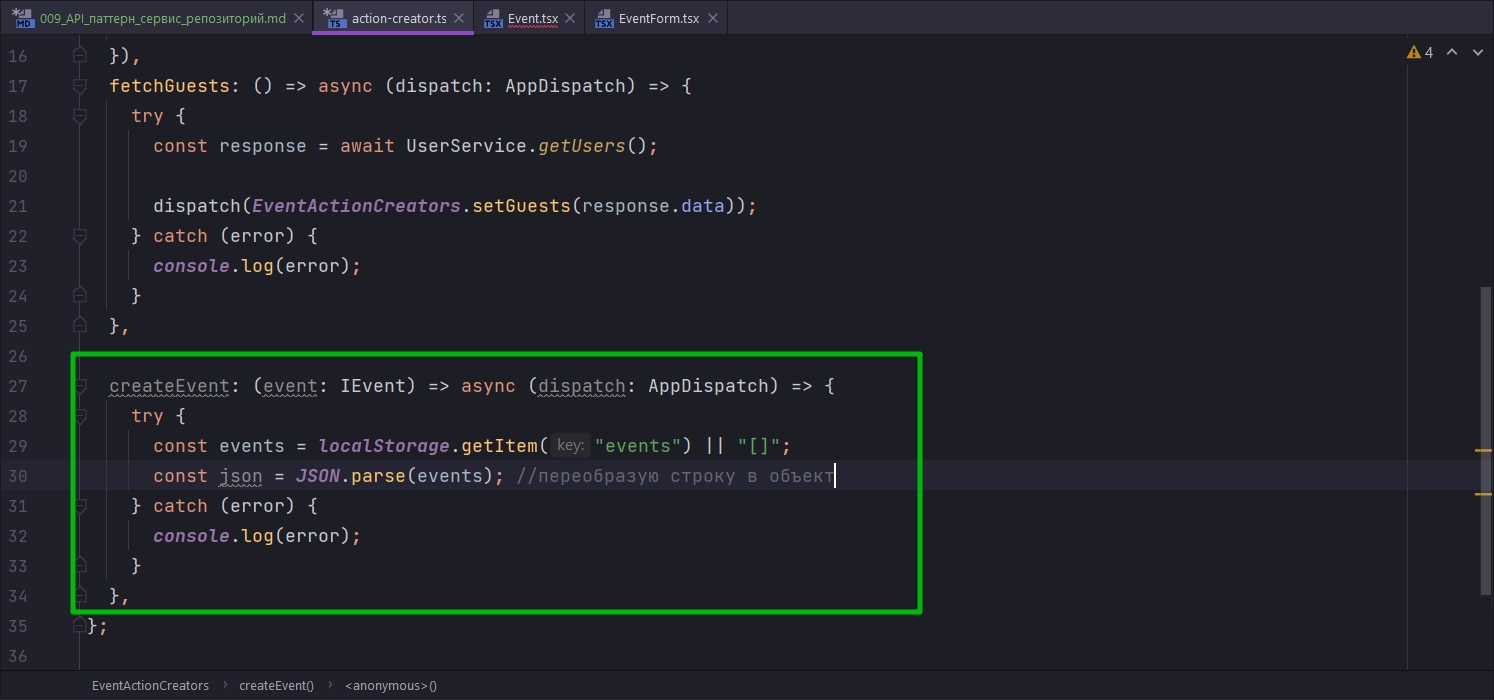 009_API_паттерн_сервис_репозиторий.md action-creator.ts Event.tsx EventForm.tsx
4
16 }),
17 fetchGuests: () => async (dispatch: AppDispatch) => {
18 try {
19 const response = await UserService.getUsers();
20
21 dispatch(EventActionCreators.setGuests(response.data));
22 } catch (error) {
23 console.log(error);
24 }
25 },
26
27 createEvent: (event: IEvent) => async (dispatch: AppDispatch) => {
28 try {
29 const events = localStorage.getItem( key: "events") || "[]";
30 const json = JSON.parse(events); //переобразую строку в объект
31 } catch (error) {
32 console.log(error);
33 }
34 },
35 };
36
EventActionCreators › createEvent() › <anonymous>()